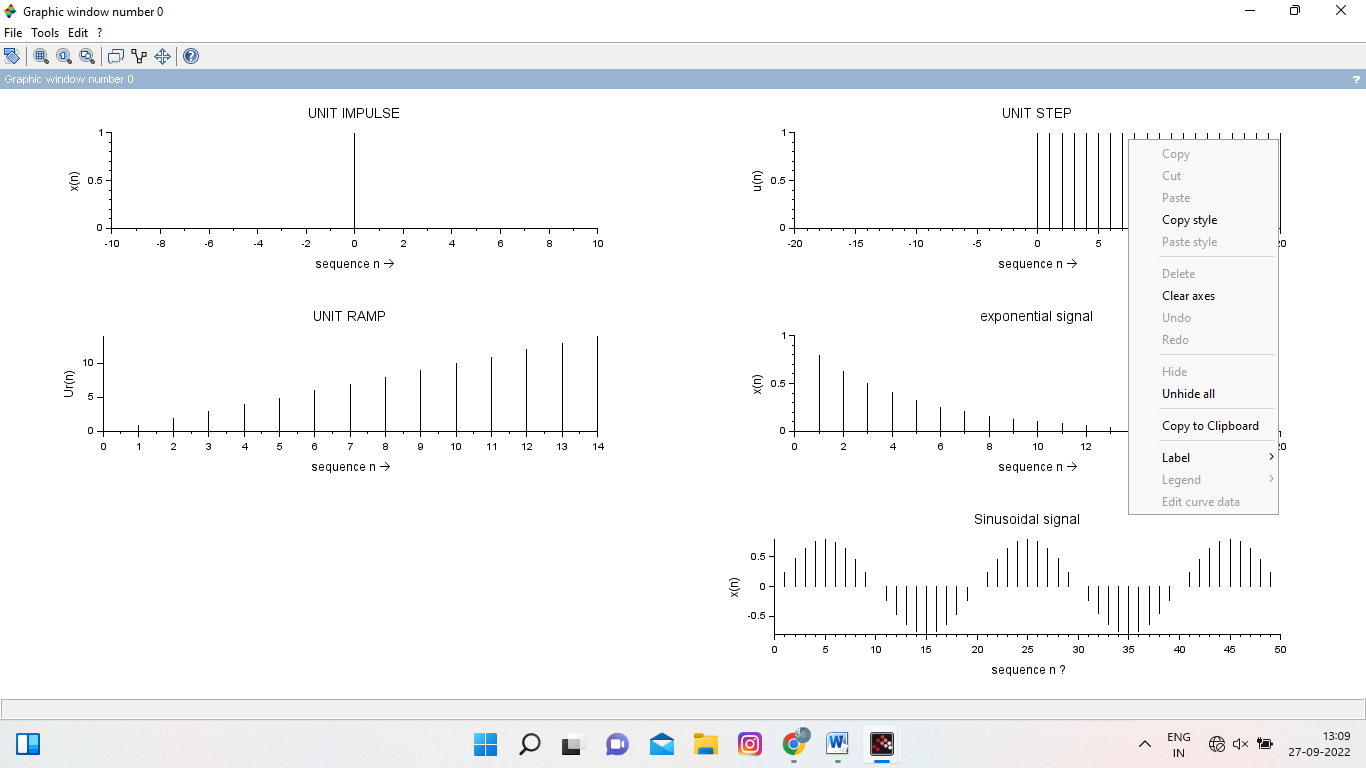 Graphic window number 0
File Tools Edit ?
Graphic window number 0 ?
UNIT IMPULSE
x(n)
1
0.5
0
-10 -8 -6 -4 -2 0 2 4 6 8 10
sequence n →
UNIT STEP
u(n)
1
0.5
0
-20 -15 -10 -5 0 5 20
sequence n →
UNIT RAMP
Ur(n)
10
5
0
0 1 2 3 4 5 6 7 8 9 10 11 12 13 14
sequence n →
exponential signal
x(n)
1
0.5
0
0 2 4 6 8 10 12 20
sequence n →
Sinusoidal signal
x(n)
0.5
0
-0.5
0 5 10 15 20 25 30 35 40 45 50
sequence n ?
Copy
Cut
Paste
Copy style
Paste style
Delete
Clear axes
Undo
Redo
Hide
Unhide all
Copy to Clipboard
Label
Legend
Edit curve data
ENG
IN
13:09
27-09-2022